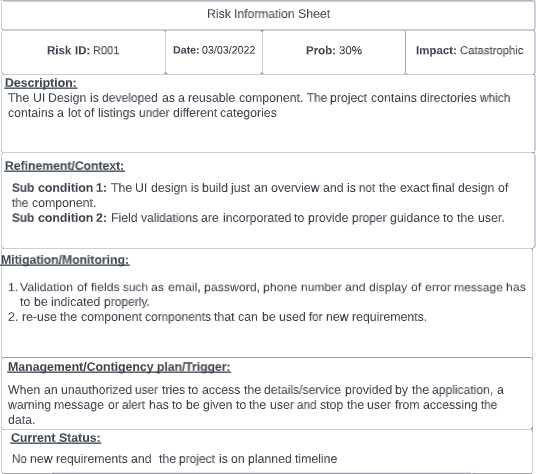 Risk Information Sheet
Risk ID: R001
Date: 03/03/2022
Prob: 30%
Impact: Catastrophic
Description:
The UI Design is developed as a reusable component. The project contains directories which
contains a lot of listings under different categories
Refinement/Context:
Sub condition 1: The UI design is build just an overview and is not the exact final design of
the component.
Sub condition 2: Field validations are incorporated to provide proper guidance to the user.
Mitigation/Monitoring:
1. Validation of fields such as email, password, phone number and display of error message has
to be indicated properly.
2. re-use the component components that can be used for new requirements.
Management/Contigency plan/Trigger:
When an unauthorized user tries to access the details/service provided by the application, a
warning message or alert has to be given to the user and stop the user from accessing the
data.
Current Status:
No new requirements and the project is on planned timeline